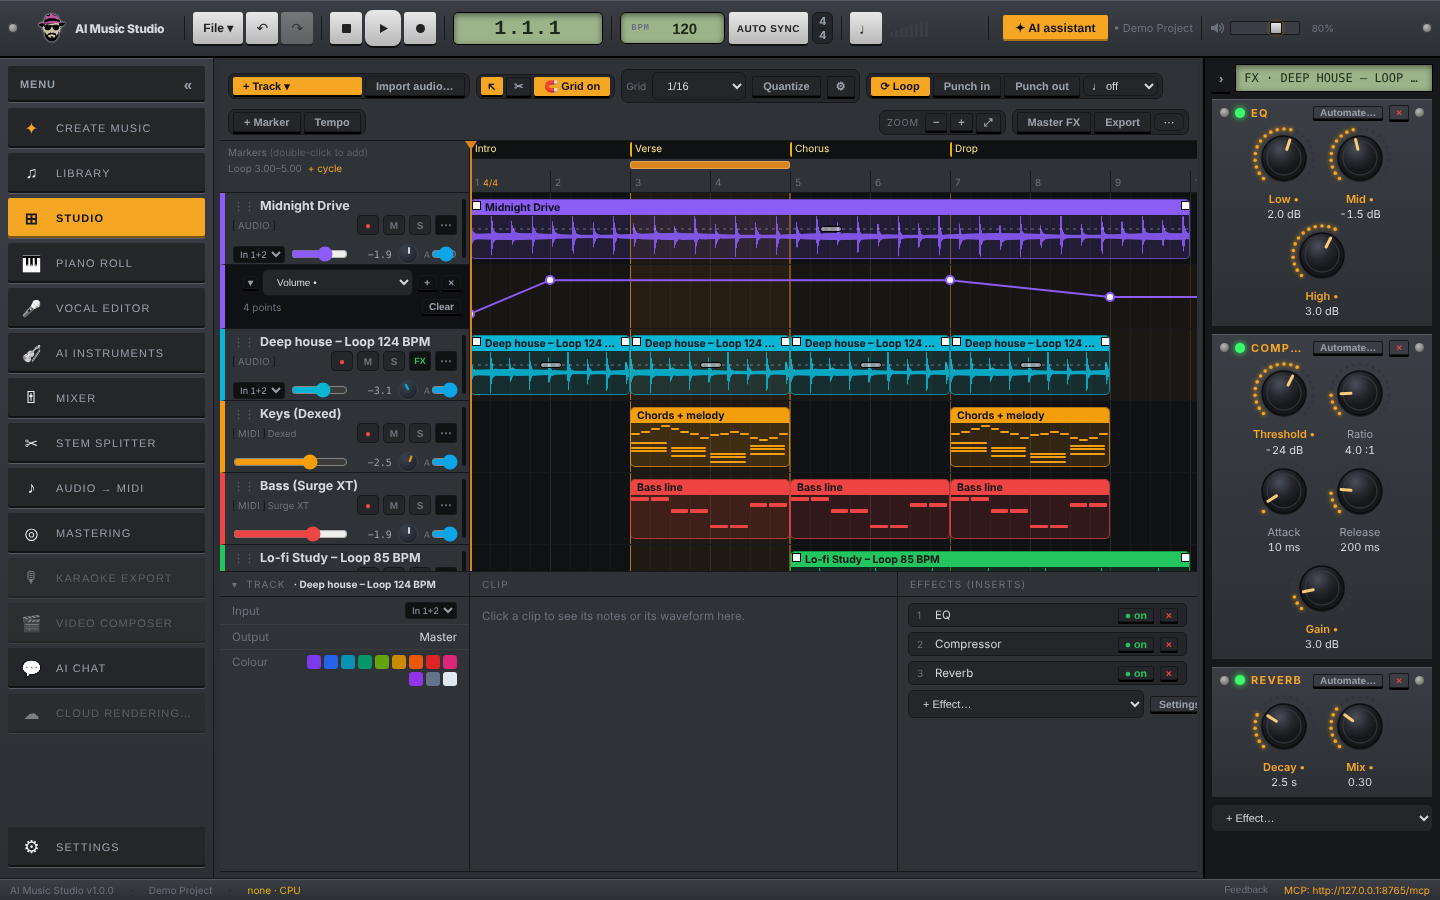 AI Music Studio
File ▾
1.1.1
BPM 120
AUTO SYNC
4
4
✦ AI assistant
• Demo Project
80%
MENU «
CREATE MUSIC
LIBRARY
STUDIO
PIANO ROLL
VOCAL EDITOR
AI INSTRUMENTS
MIXER
STEM SPLITTER
AUDIO → MIDI
MASTERING
KARAOKE EXPORT
VIDEO COMPOSER
AI CHAT
CLOUD RENDERING…
SETTINGS
+ Track ▾
Import audio…
Grid on
Grid
1/16
Quantize
Loop
Punch in
Punch out
off
+ Marker
Tempo
ZOOM
− +
Master FX
Export
···
Markers (double-click to add)
Loop 3.00–5.00 + cycle
Intro
Verse
Chorus
Drop
1 4/4 2 3 4 5 6 7 8 9
Midnight Drive
AUDIO
● M S ···
In 1+2
−1.9
A
Midnight Drive
Volume •
+ ×
4 points
Clear
Deep house – Loop 124 BPM
AUDIO
● M S FX ···
In 1+2
−3.1
A
Deep house – Loop 124 …
Deep house – Loop 124 …
Deep house – Loop 124 …
Deep house – Loop 124 …
Keys (Dexed)
MIDI Dexed
● M S ···
−2.5
A
Chords + melody
Chords + melody
Bass (Surge XT)
MIDI Surge XT
● M S ···
−1.9
A
Bass line
Bass line
Bass line
Lo-fi Study – Loop 85 BPM
Lo-fi Study – Loop 85 BPM
▾ TRACK · Deep house – Loop 124 BPM
Input
In 1+2
Output
Master
Colour
CLIP
Click a clip to see its notes or its waveform here.
EFFECTS (INSERTS)
1 EQ ● on ×
2 Compressor ● on ×
3 Reverb ● on ×
+ Effect…
Settings
› FX · DEEP HOUSE – LOOP …
EQ
Automate…
×
Low •
2.0 dB
Mid •
-1.5 dB
High •
3.0 dB
COMP…
Automate…
×
Threshold •
-24 dB
Ratio
4.0 :1
Attack
10 ms
Release
200 ms
Gain •
3.0 dB
REVERB
Automate…
×
Decay •
2.5 s
Mix •
0.30
+ Effect…
AI Music Studio v1.0.0
Demo Project
none · CPU
Feedback
MCP: http://127.0.0.1:8765/mcp